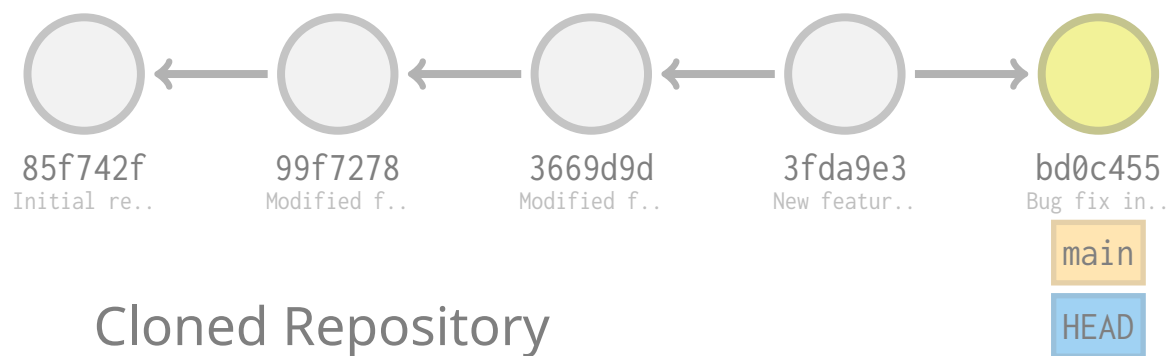 85f742f 99f7278 3669d9d 3fda9e3 bd0c455
Initial re.. Modified f.. Modified f.. New featur.. Bug fix in..
main
HEAD
Cloned Repository